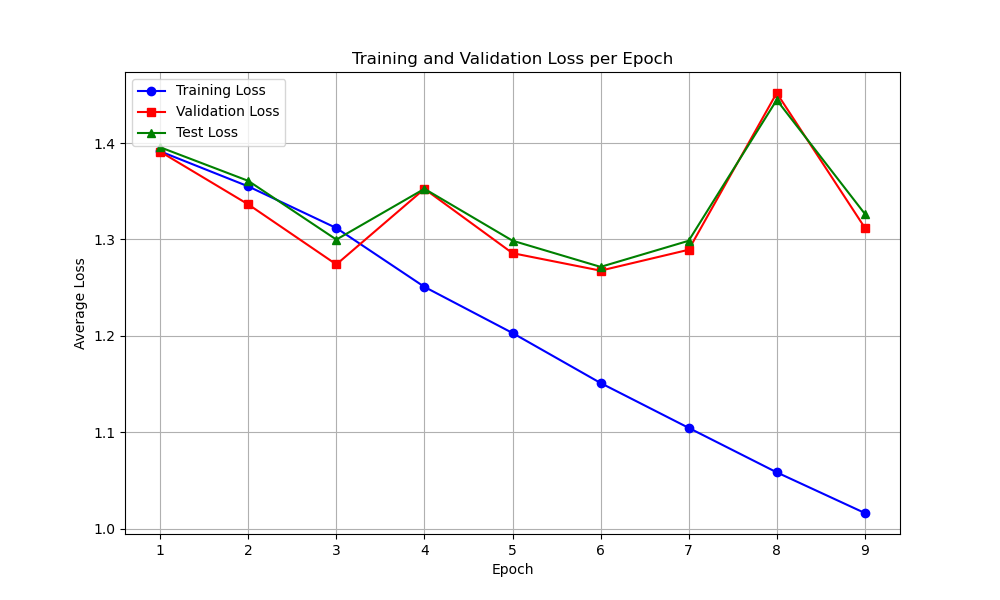 Training and Validation Loss per Epoch
Training Loss
Validation Loss
Test Loss
Average Loss
1.4
1.3
1.2
1.1
1.0
1 2 3 4 5 6 7 8 9
Epoch